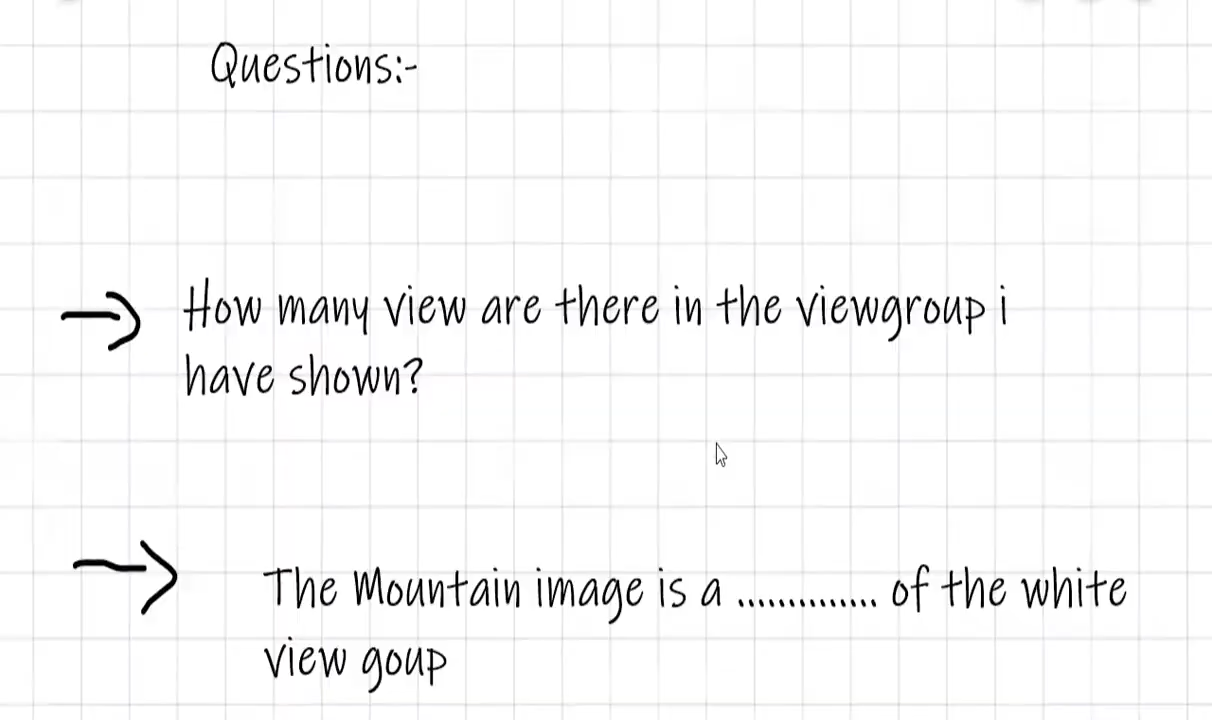 Questions:-
How many view are there in the viewgroup i
have shown?
The Mountain image is a .............. of the white
view goup